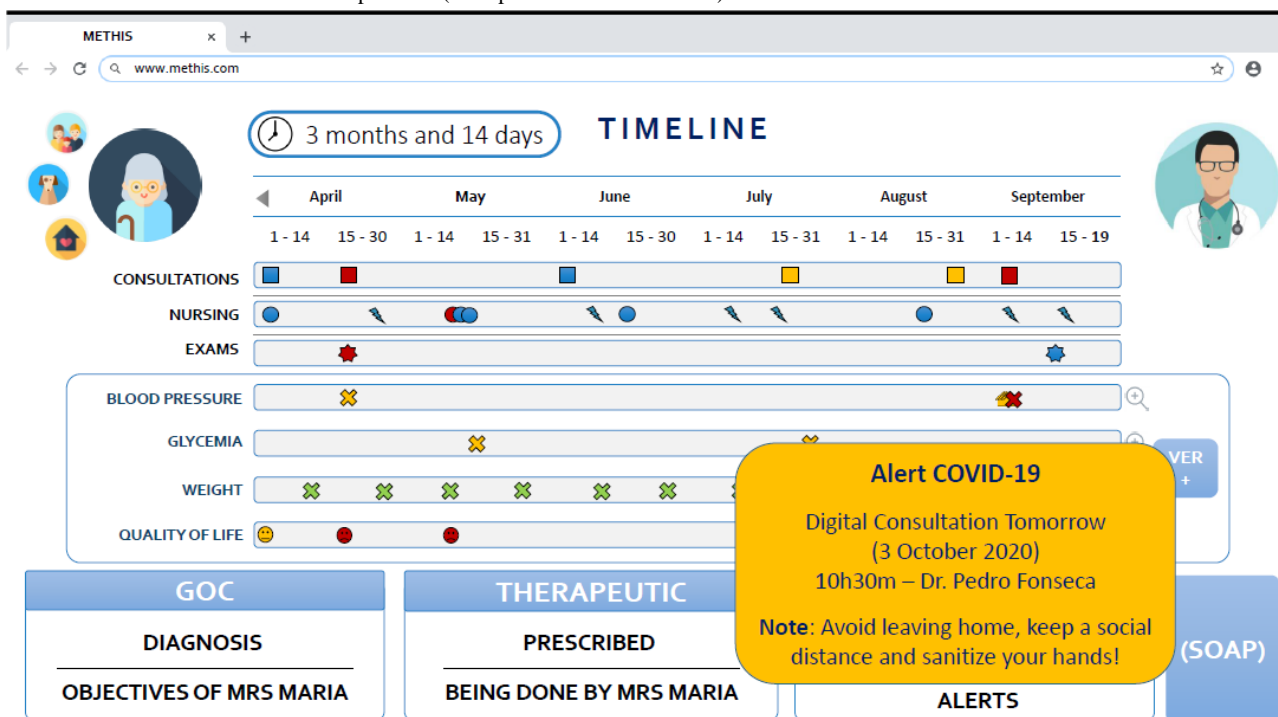 METHIS × +
www.methis.com
3 months and 14 days
TIMELINE
April May June July August September
1 - 14 15 - 30 1 - 14 15 - 31 1 - 14 15 - 30 1 - 14 15 - 31 1 - 14 15 - 31 1 - 14 15 - 19
CONSULTATIONS
NURSING
EXAMS
BLOOD PRESSURE
GLYCEMIA
WEIGHT
QUALITY OF LIFE
VER
+
Alert COVID-19
Digital Consultation Tomorrow
(3 October 2020)
10h30m – Dr. Pedro Fonseca
Note: Avoid leaving home, keep a social
distance and sanitize your hands!
GOC
DIAGNOSIS
OBJECTIVES OF MRS MARIA
THERAPEUTIC
PRESCRIBED
BEING DONE BY MRS MARIA
ALERTS
(SOAP)